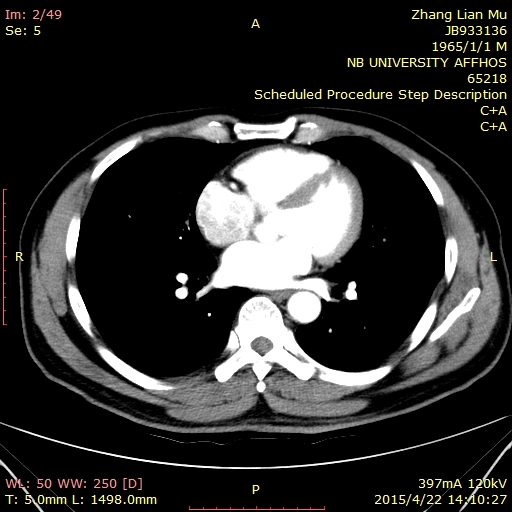 Im: 2/49
Se: 5
A
Zhang Lian Mu
JB933136
1965/1/1 M
NB UNIVERSITY AFFHOS
65218
Scheduled Procedure Step Description
C+A
C+A
R
L
WL: 50 WW: 250 [D]
T: 5.0mm L: 1498.0mm
P
397mA 120kV
2015/4/22 14:10:27